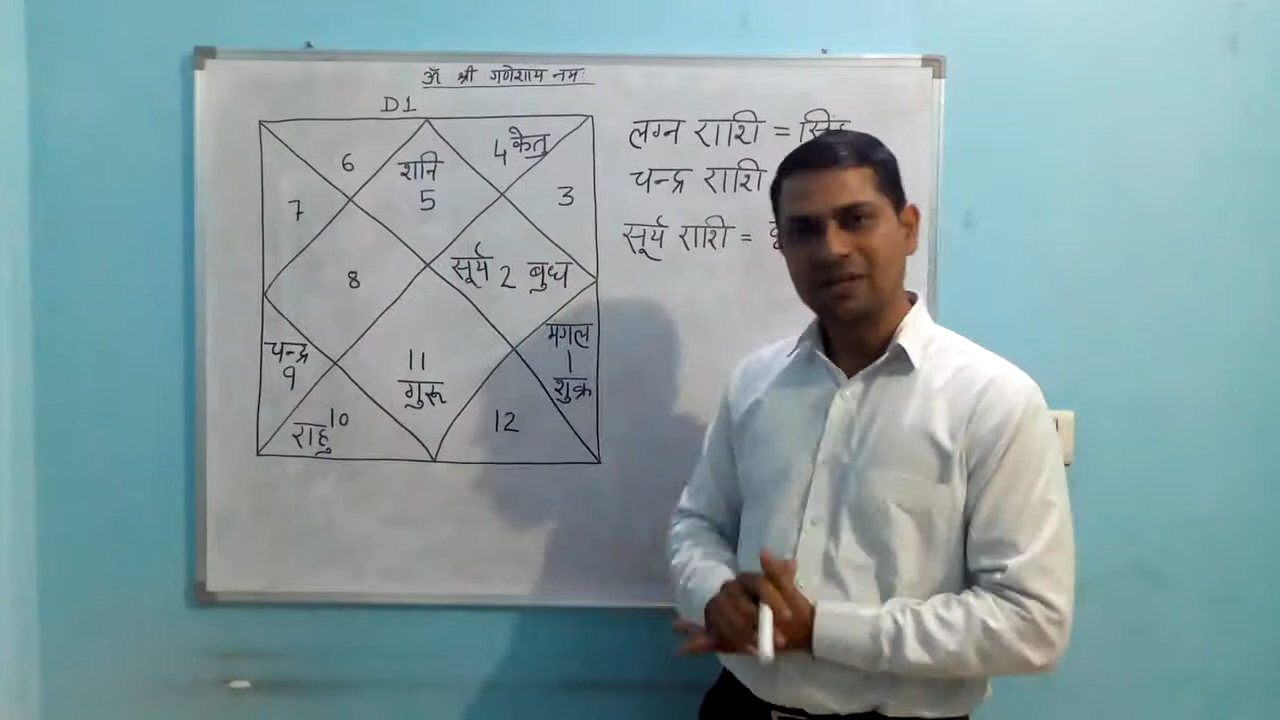 ॐ श्री गणेशाय नमः
D1
6
शनि
5
4 केतु
3
7
8
सूर्य 2 बुध
चन्द्र
9
मंगल
1
शुक्र
11
गुरू
12
राहु 10
लग्न राशि =
चन्द्र राशि
सूर्य राशि =